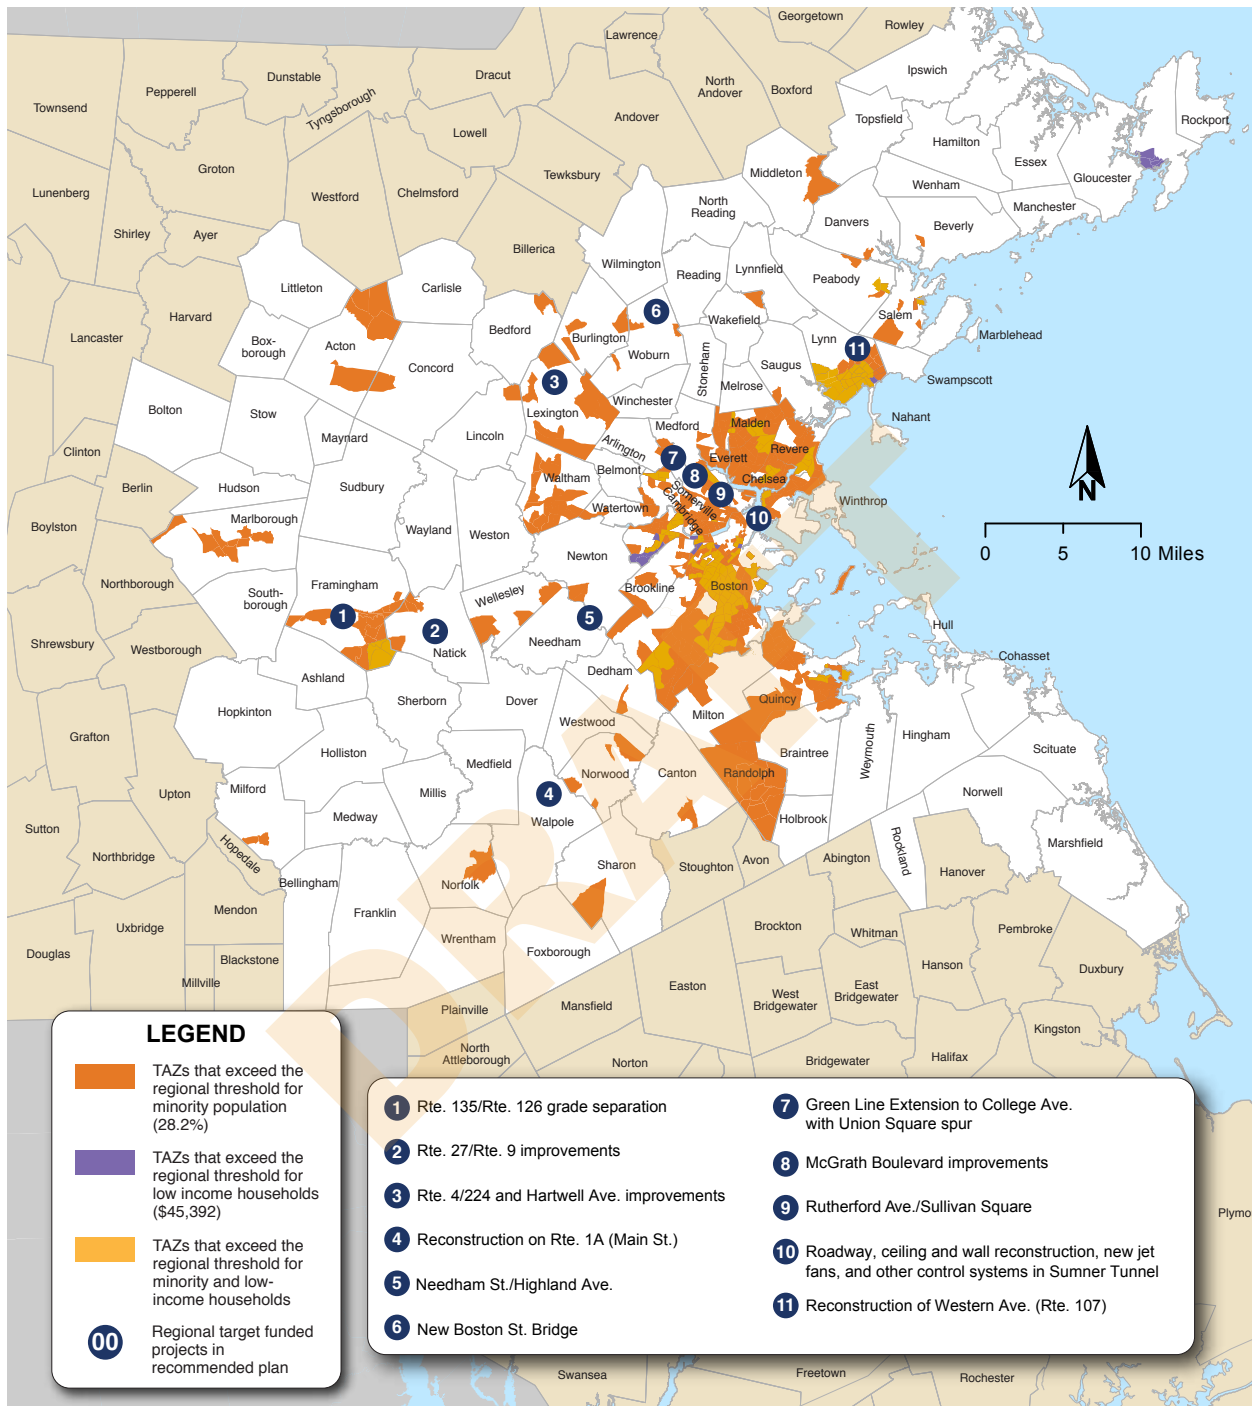 Georgetown
Rowley
Lawrence
Ipswich
Dunstable
Dracut
Pepperell
North
Andover
Boxford
Townsend
Tyngsborough
Andover
Topsfield
Rockport
Lowell
Hamilton
Groton
Essex
Tewksbury
Middleton
Gloucester
Lunenberg
Westford
Chelmsford
Wenham
North
Reading
Manchester
Shirley
Ayer
Danvers
Beverly
Billerica
Wilmington
Reading
Lynnfield
Peabody
Littleton
Carlisle
Harvard
Salem
Wakefield
Bedford
Lancaster
Box-
borough
Acton
Burlington
Lynn
Marblehead
Woburn
Stoneham
Saugus
Concord
Swampscott
Melrose
Bolton
Stow
Lexington
Winchester
Nahant
Maynard
Lincoln
Medford
Malden
Arlington
Revere
Clinton
Everett
Belmont
Berlin
Hudson
Sudbury
Waltham
Chelsea
Somerville
Cambridge
Winthrop
Boylston
Marlborough
Watertown
Wayland
Weston
Newton
Northborough
Framingham
Brookline
Boston
South-
borough
Wellesley
Hull
Shrewsbury
Westborough
Natick
Needham
Cohasset
Ashland
Dedham
Hopkinton
Sherborn
Dover
Quincy
Milton
Westwood
Grafton
Holliston
Weymouth
Hingham
Scituate
Braintree
Medfield
Norwood
Canton
Randolph
Upton
Milford
Millis
Norwell
Medway
Walpole
Holbrook
Sutton
Northbridge
Hopedale
Rockland
Marshfield
Sharon
Stoughton
Avon
Abington
Hanover
Bellingham
Norfolk
Mendon
Franklin
Uxbridge
Brockton
Whitman
Pembroke
Wrentham
Foxborough
Douglas
Blackstone
Hanson
Duxbury
Millville
Easton
West
Bridgewater
East
Bridgewater
Plainville
Mansfield
Kingston
North
Attleborough
Norton
Bridgewater
Halifax
Plymo
Swansea
Freetown
Rochester
1
2
3
4
5
6
7
8
9
10
11
N
0 5 10 Miles
DRAFT
LEGEND
TAZs that exceed the
regional threshold for
minority population
(28.2%)
TAZs that exceed the
regional threshold for
low income households
($45,392)
TAZs that exceed the
regional threshold for
minority and low-
income households
00 Regional target funded
projects in
recommended plan
1 Rte. 135/Rte. 126 grade separation
2 Rte. 27/Rte. 9 improvements
3 Rte. 4/224 and Hartwell Ave. improvements
4 Reconstruction on Rte. 1A (Main St.)
5 Needham St./Highland Ave.
6 New Boston St. Bridge
7 Green Line Extension to College Ave.
with Union Square spur
8 McGrath Boulevard improvements
9 Rutherford Ave./Sullivan Square
10 Roadway, ceiling and wall reconstruction, new jet
fans, and other control systems in Sumner Tunnel
11 Reconstruction of Western Ave. (Rte. 107)